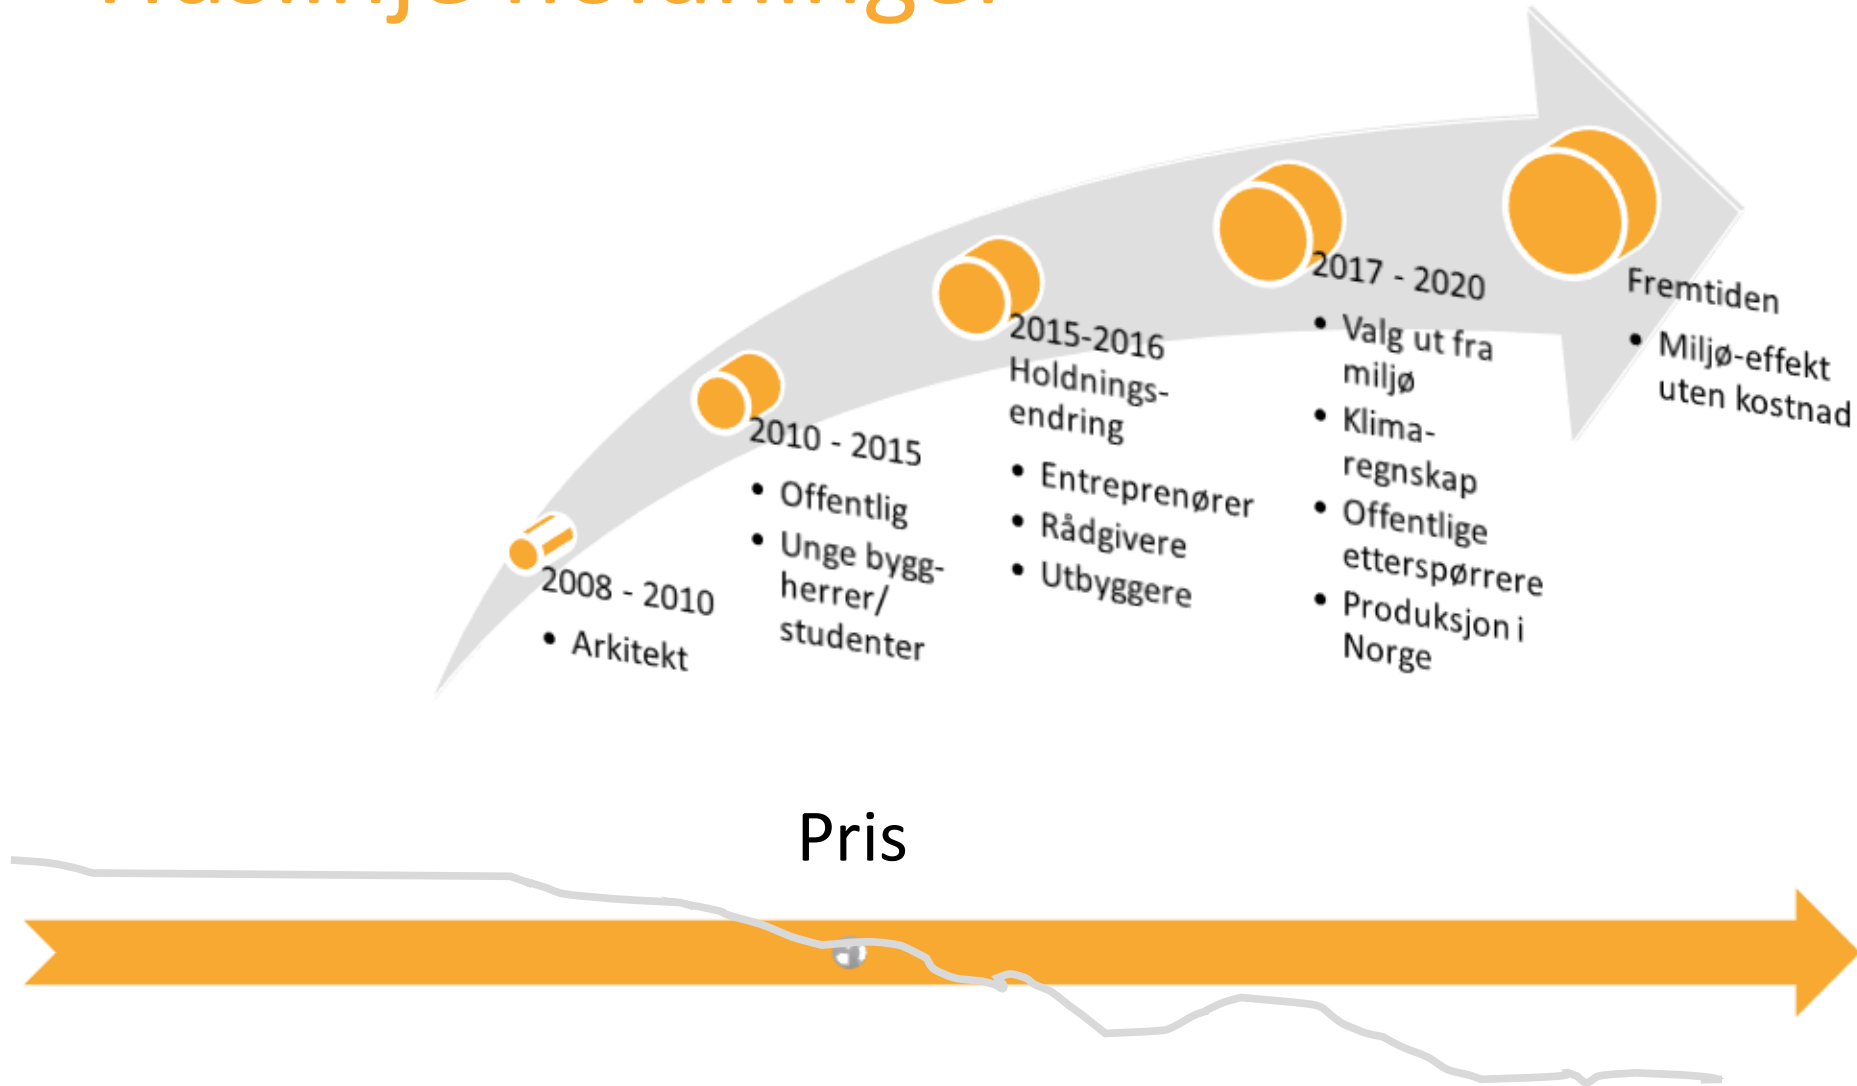 holdninger
2008 - 2010
• Arkitekt
2010 - 2015
• Offentlig
• Unge bygg-
herrer/
studenter
2015-2016
Holdnings-
endring
• Entreprenører
• Rådgivere
• Utbyggere
2017 - 2020
• Valg ut fra
miljø
• Klima-
regnskap
• Offentlige
etterspørrere
• Produksjon i
Norge
Fremtiden
• Miljø-effekt
uten kostnad
Pris